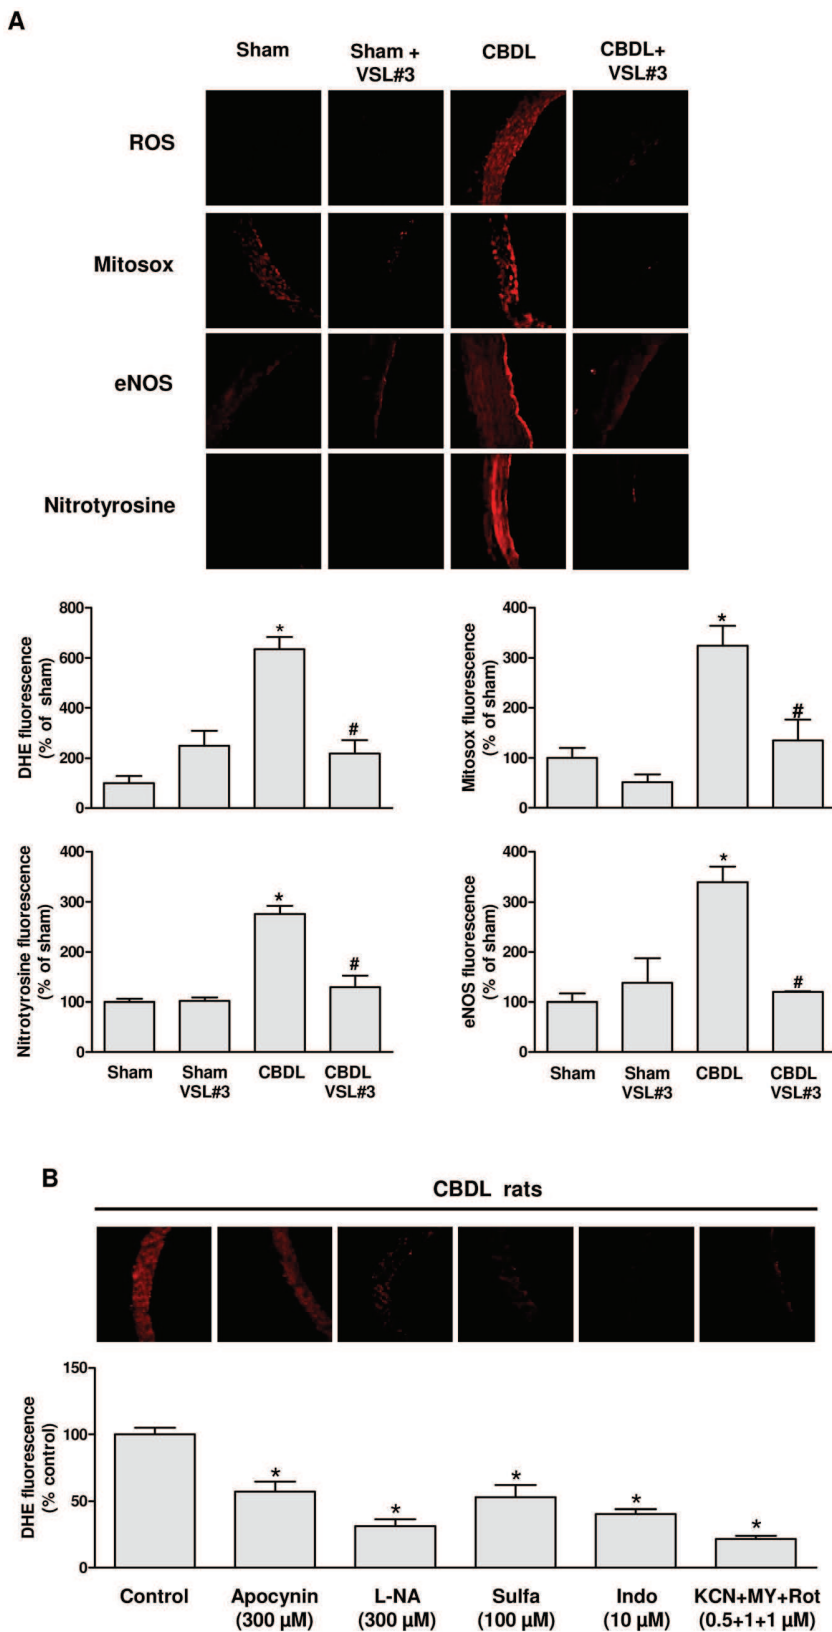 A
Sham Sham + CBDL CBDL+
VSL#3 VSL#3
ROS
Mitosox
eNOS
Nitrotyrosine
DHE fluorescence
(% of sham)
800
600
400
200
0
*
#
Mitosox fluorescence
(% of sham)
400
300
200
100
0
*
#
Nitrotyrosine fluorescence
(% of sham)
400
300
200
100
0
*
#
Sham Sham CBDL CBDL
VSL#3 VSL#3
eNOS fluorescence
(% of sham)
400
300
200
100
0
*
#
Sham Sham CBDL CBDL
VSL#3 VSL#3
B
CBDL rats
DHE fluorescence
(% control)
150
100
50
0
* * * * *
Control Apocynin L-NA Sulfa Indo KCN+MY+Rot
(300 µM) (300 µM) (100 µM) (10 µM) (0.5+1+1 µM)